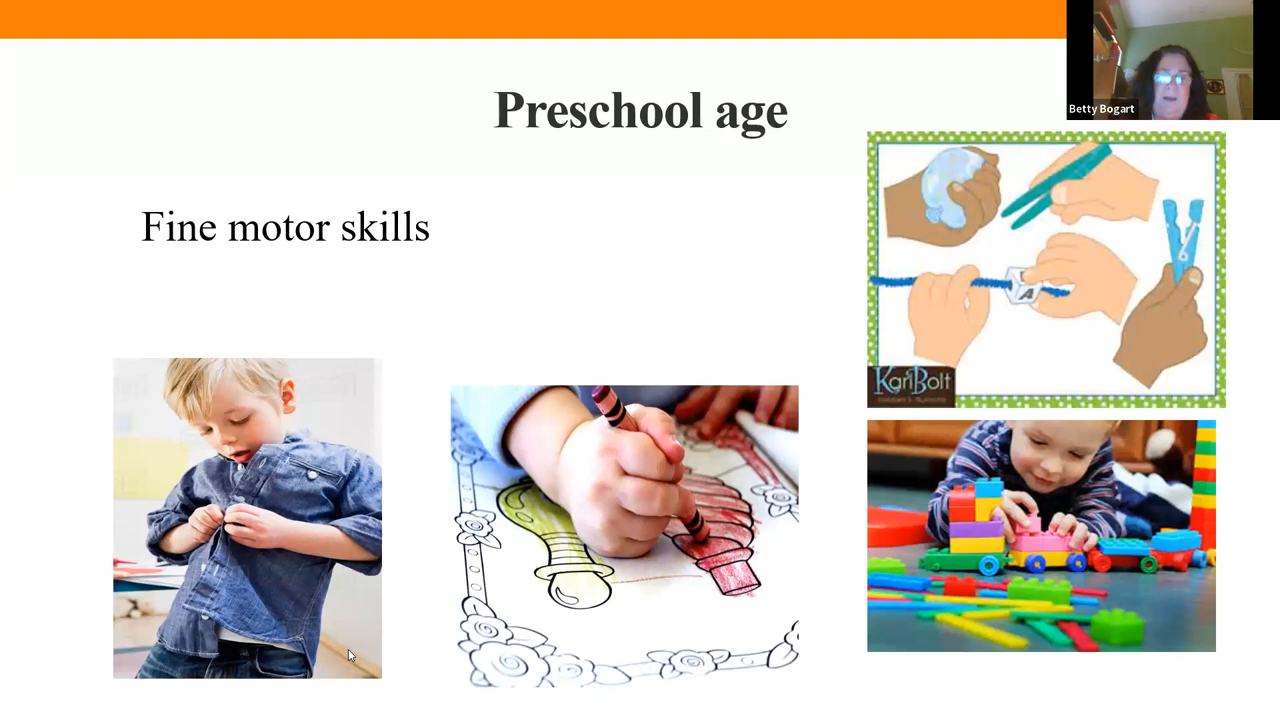 Preschool age
Betty Bogart
Fine motor skills
A
KariBolt